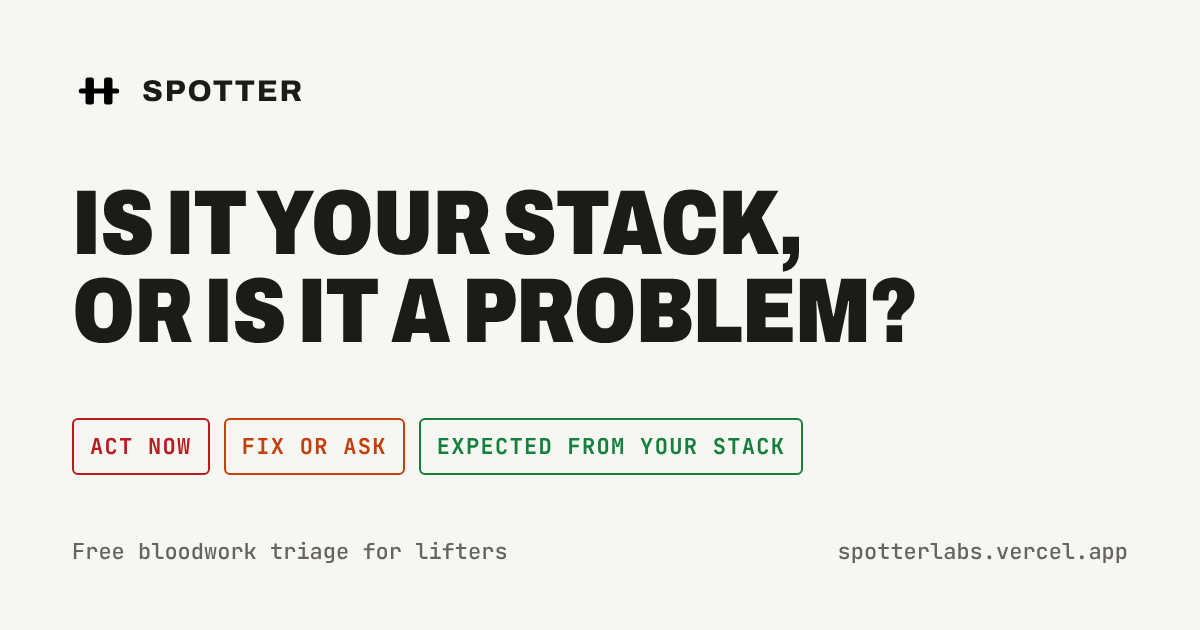 SPOTTER
IS IT YOUR STACK,
OR IS IT A PROBLEM?
ACT NOW
FIX OR ASK
EXPECTED FROM YOUR STACK
Free bloodwork triage for lifters
spotterlabs.vercel.app